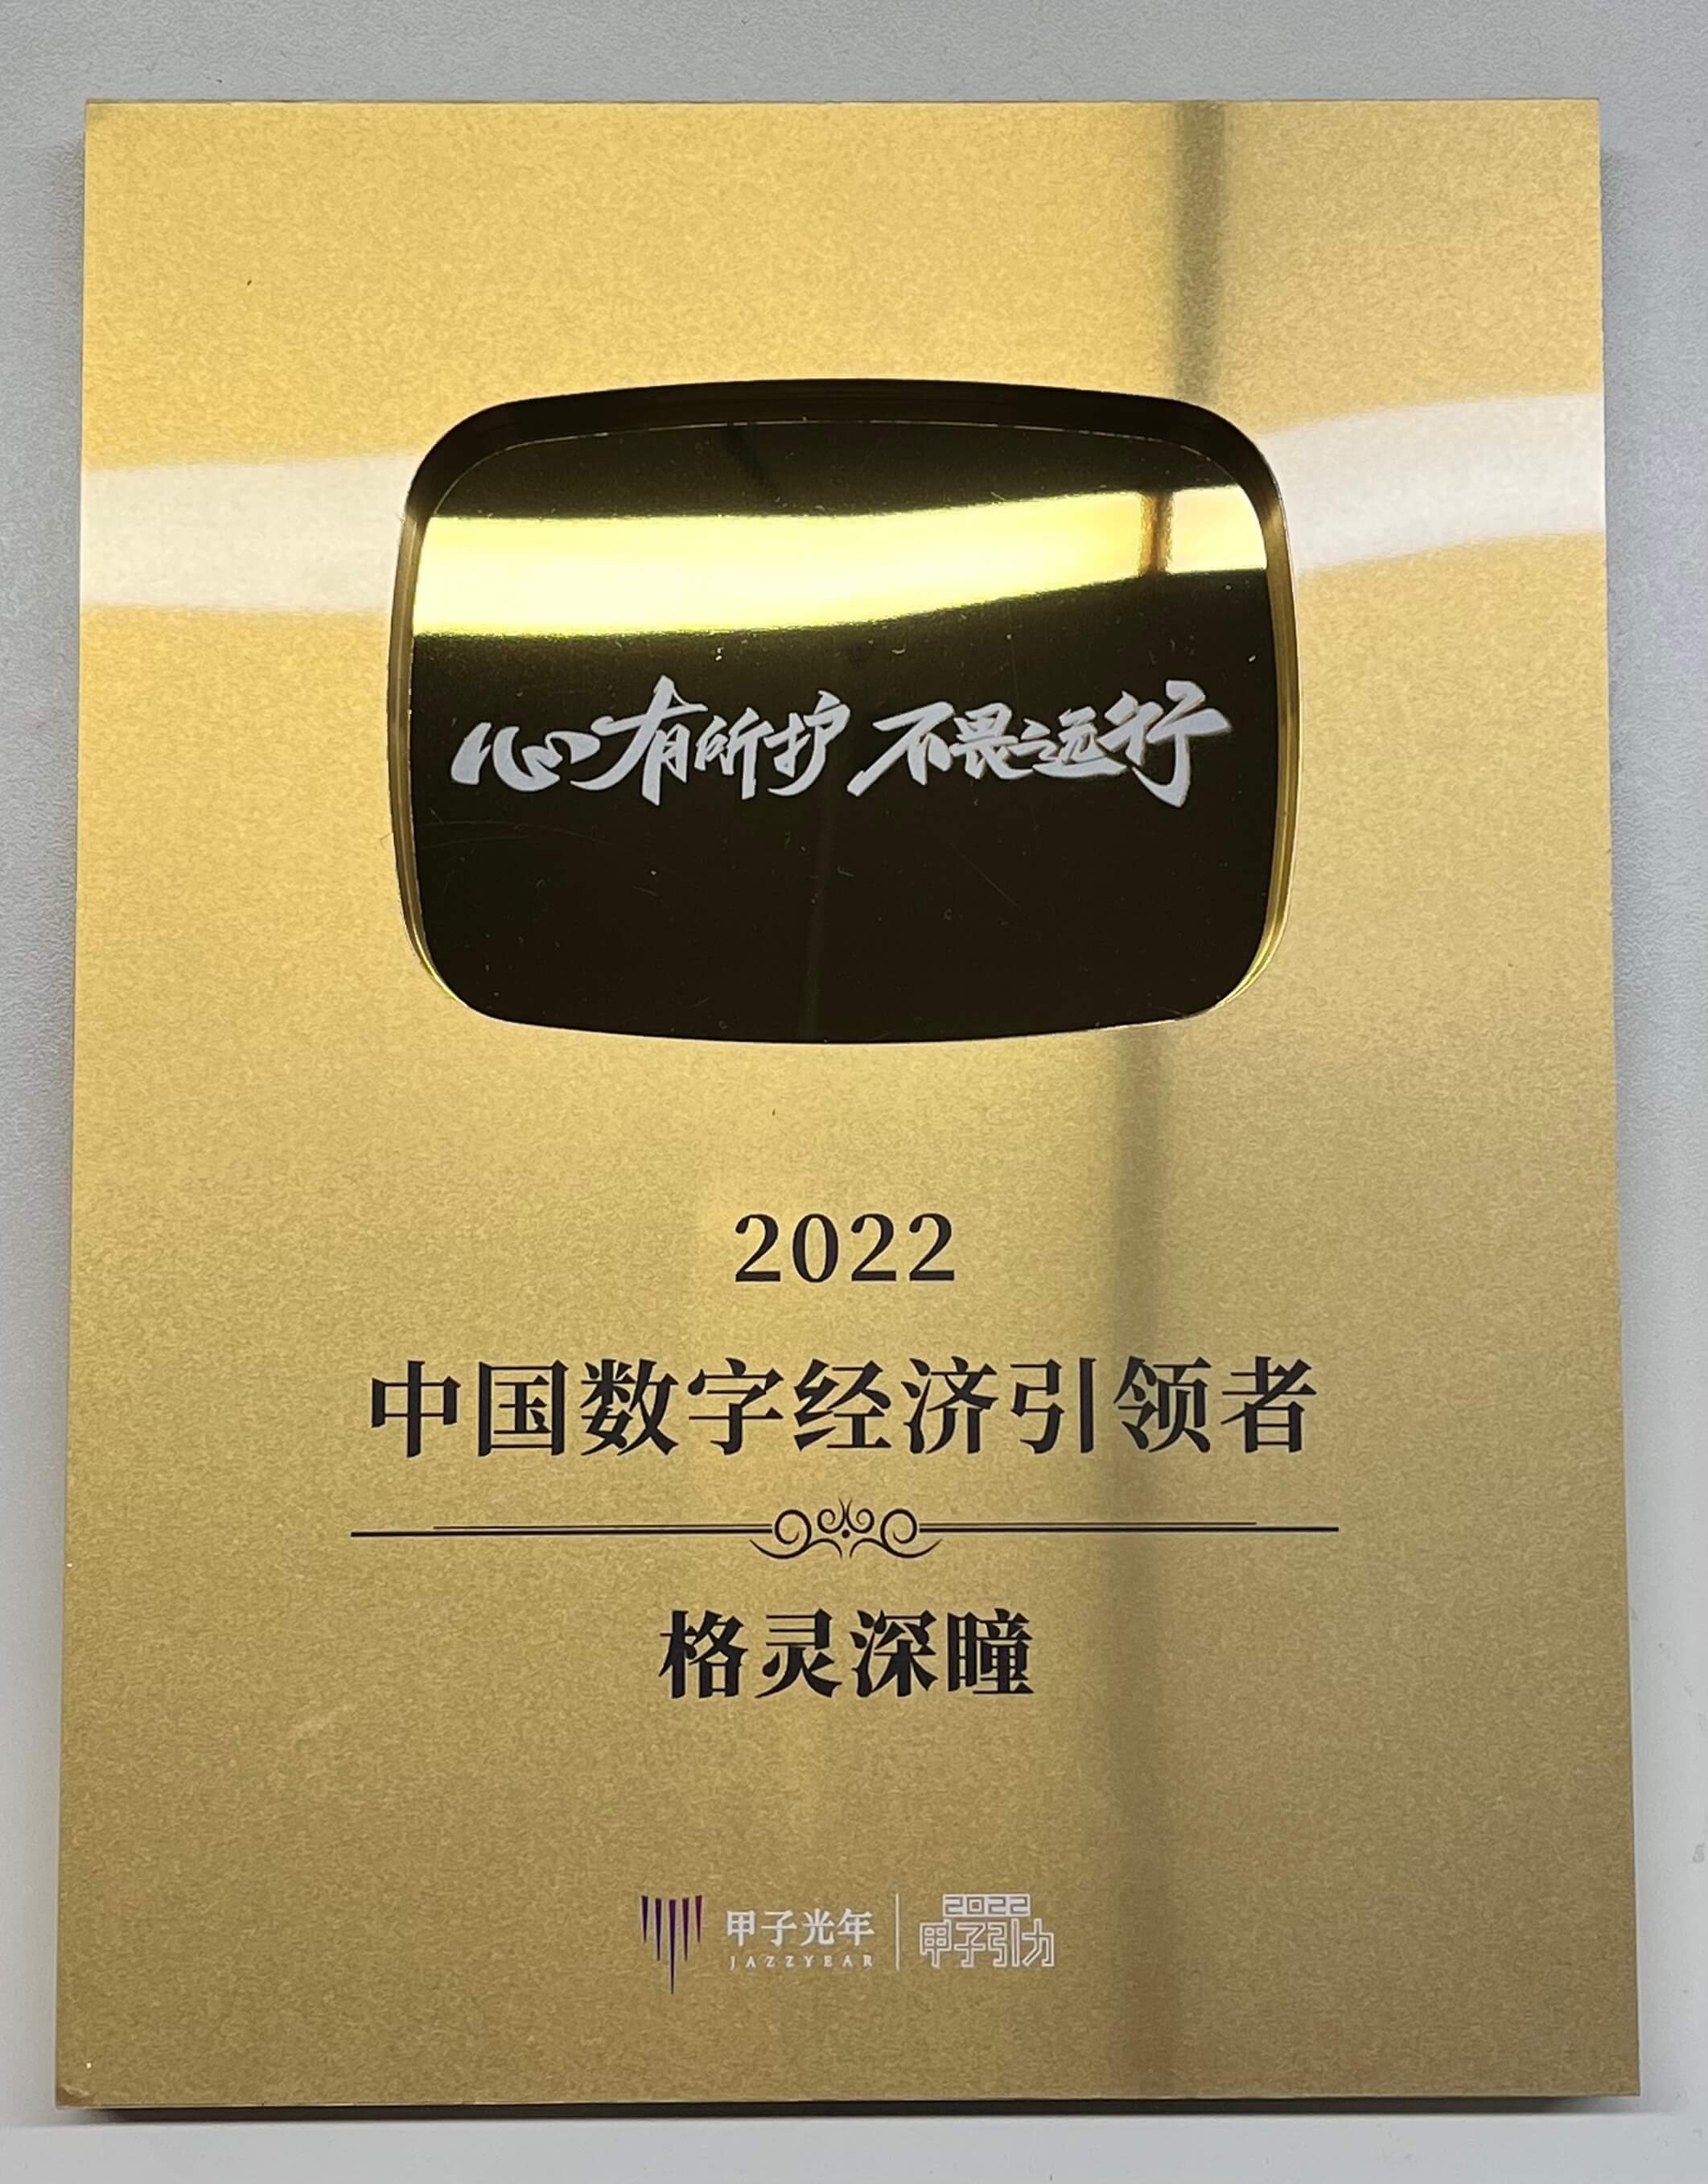 心有所护 不畏远行
2022
中国数字经济引领者
格灵深瞳
甲子光年
JAZZYEAR
2022
甲子引力